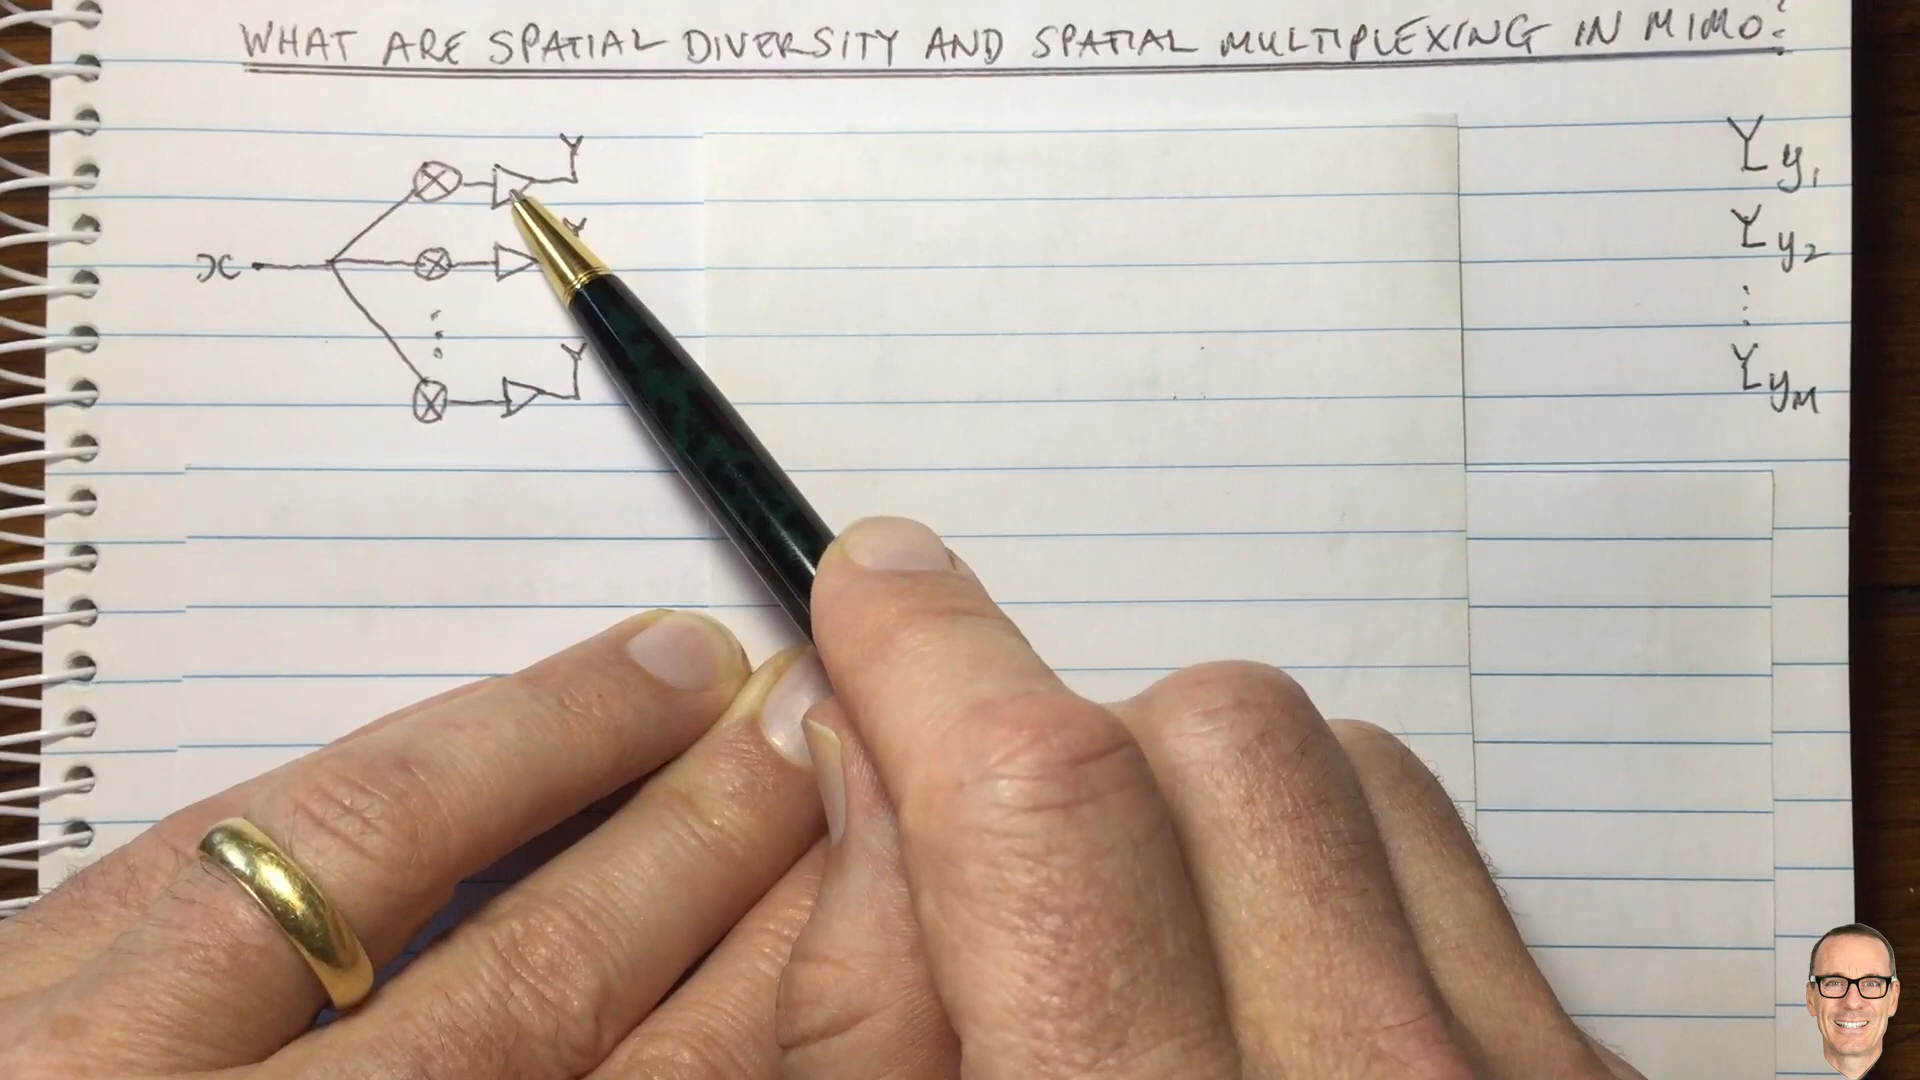 WHAT ARE SPATIAL DIVERSITY AND SPATIAL MULTIPLEXING IN MIMO?
x
y1
y2
⋮
yM